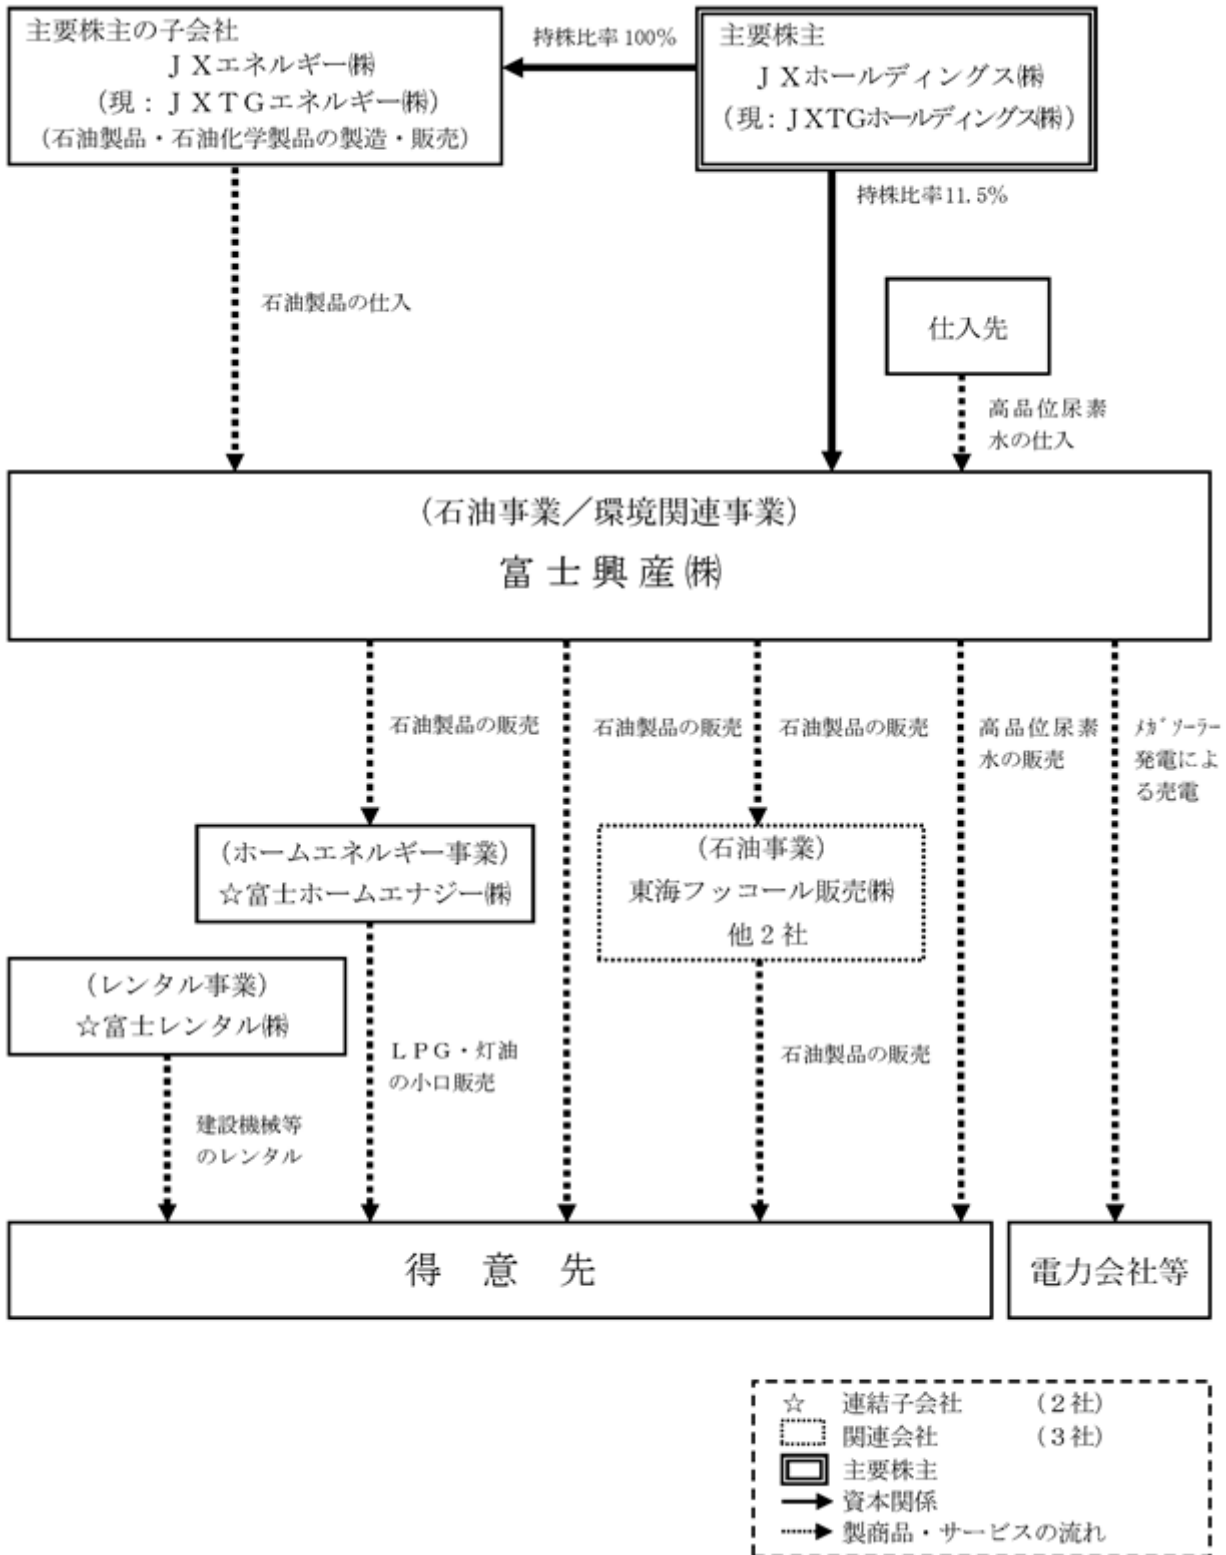 主要株主の子会社
ＪＸエネルギー㈱
（現：ＪＸＴＧエネルギー㈱）
（石油製品・石油化学製品の製造・販売）
持株比率100%
主要株主
ＪＸホールディングス㈱
（現：JXTGホールディングス㈱）
持株比率11.5%
石油製品の仕入
仕入先
高品位尿素
水の仕入
（石油事業／環境関連事業）
富士興産㈱
石油製品の販売
石油製品の販売
石油製品の販売
高品位尿素
水の販売
ﾒｶﾞｿｰﾗｰ
発電によ
る売電
（ホームエネルギー事業）
☆富士ホームエナジー㈱
（石油事業）
東海フッコール販売㈱
他２社
（レンタル事業）
☆富士レンタル㈱
ＬＰＧ・灯油
の小口販売
石油製品の販売
建設機械等
のレンタル
得意先
電力会社等
☆ 連結子会社 （２社）
関連会社 （３社）
主要株主
資本関係
製商品・サービスの流れ